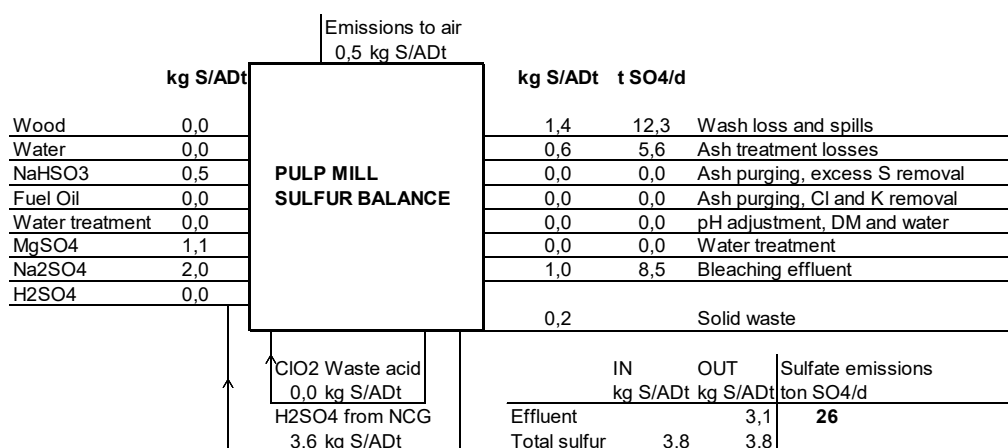 Emissions to air
0,5 kg S/ADt
kg S/ADt kg S/ADt t SO4/d
Wood 0,0 1,4 12,3 Wash loss and spills
Water 0,0 0,6 5,6 Ash treatment losses
NaHSO3 0,5 PULP MILL 0,0 0,0 Ash purging, excess S removal
Fuel Oil 0,0 SULFUR BALANCE 0,0 0,0 Ash purging, Cl and K removal
Water treatment 0,0 0,0 0,0 pH adjustment, DM and water
MgSO4 1,1 0,0 0,0 Water treatment
Na2SO4 2,0 1,0 8,5 Bleaching effluent
H2SO4 0,0
0,2 Solid waste
ClO2 Waste acid IN OUT Sulfate emissions
0,0 kg S/ADt kg S/ADt kg S/ADt ton SO4/d
H2SO4 from NCG Effluent 3,1 26
3,6 kg S/ADt Total sulfur 3,8 3,8